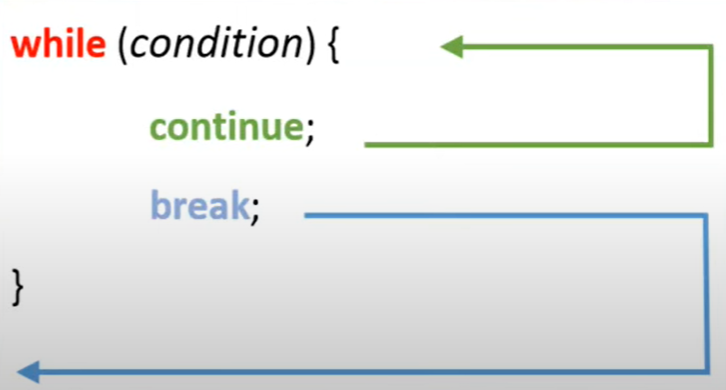 while (condition) {
continue;
break;
}